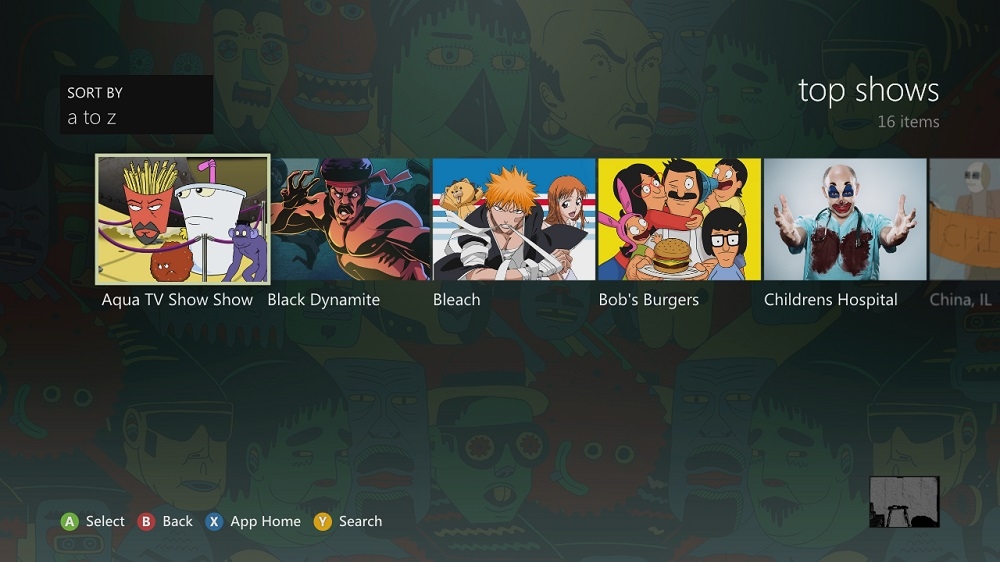 SORT BY
a to z
top shows
16 items
Aqua TV Show Show
Black Dynamite
Bleach
Bob's Burgers
Childrens Hospital
China, IL
A Select
B Back
X App Home
Y Search